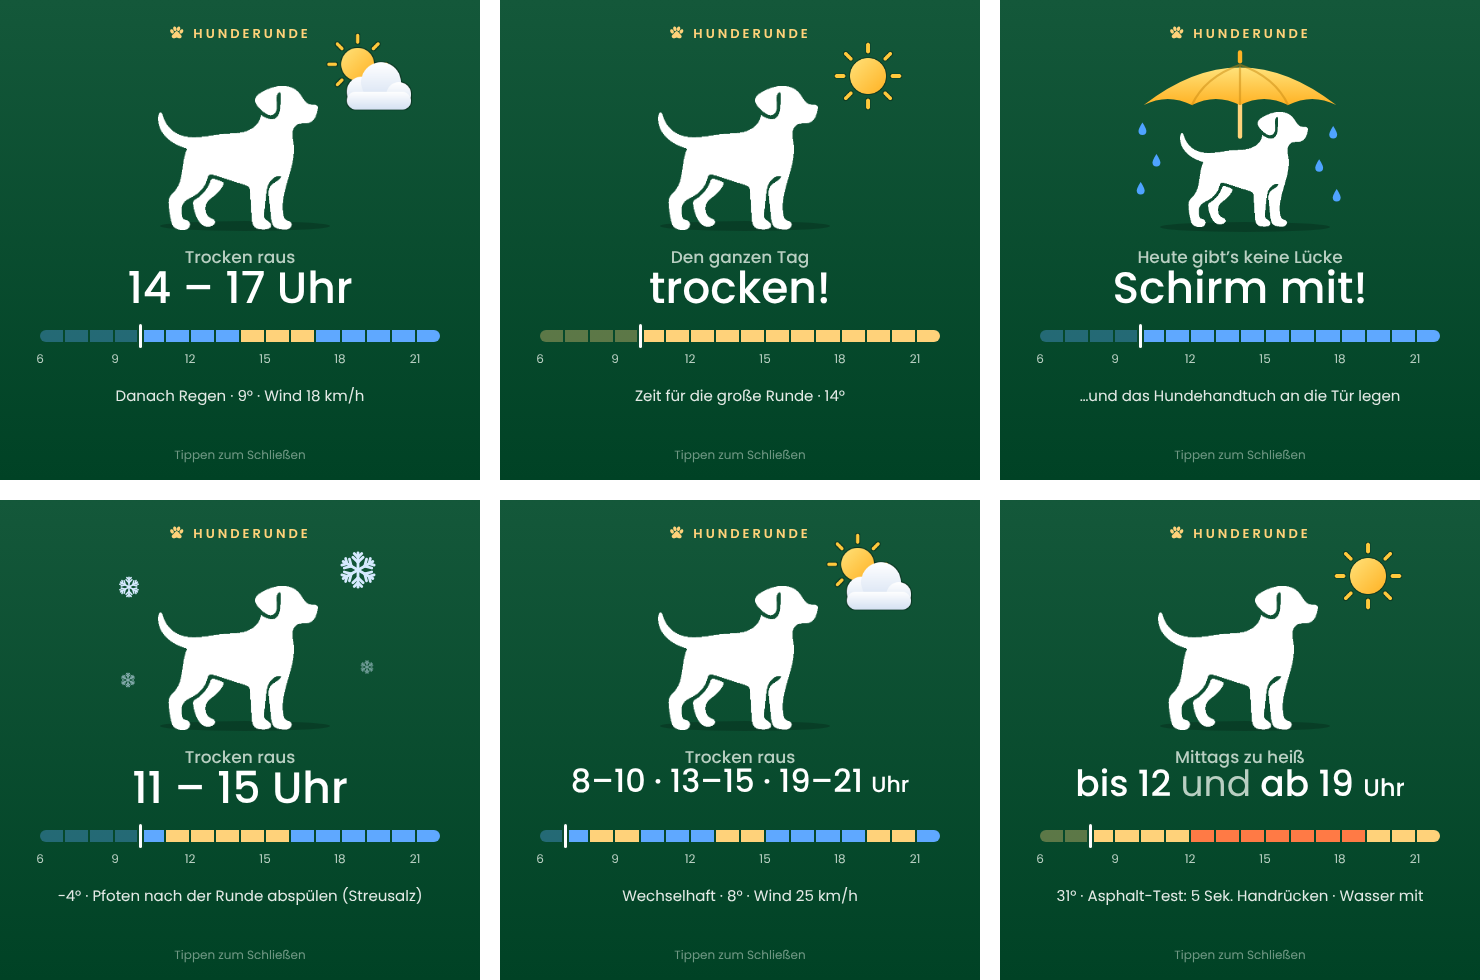 HUNDERUNDE
Trocken raus
14 – 17 Uhr
6 9 12 15 18 21
Danach Regen · 9° · Wind 18 km/h
Tippen zum Schließen
HUNDERUNDE
Den ganzen Tag
trocken!
6 9 12 15 18 21
Zeit für die große Runde · 14°
Tippen zum Schließen
HUNDERUNDE
Heute gibt’s keine Lücke
Schirm mit!
6 9 12 15 18 21
...und das Hundehandtuch an die Tür legen
Tippen zum Schließen
HUNDERUNDE
Trocken raus
11 – 15 Uhr
6 9 12 15 18 21
-4° · Pfoten nach der Runde abspülen (Streusalz)
Tippen zum Schließen
HUNDERUNDE
Trocken raus
8–10 · 13–15 · 19–21 Uhr
6 9 12 15 18 21
Wechselhaft · 8° · Wind 25 km/h
Tippen zum Schließen
HUNDERUNDE
Mittags zu heiß
bis 12 und ab 19 Uhr
6 9 12 15 18 21
31° · Asphalt-Test: 5 Sek. Handrücken · Wasser mit
Tippen zum Schließen